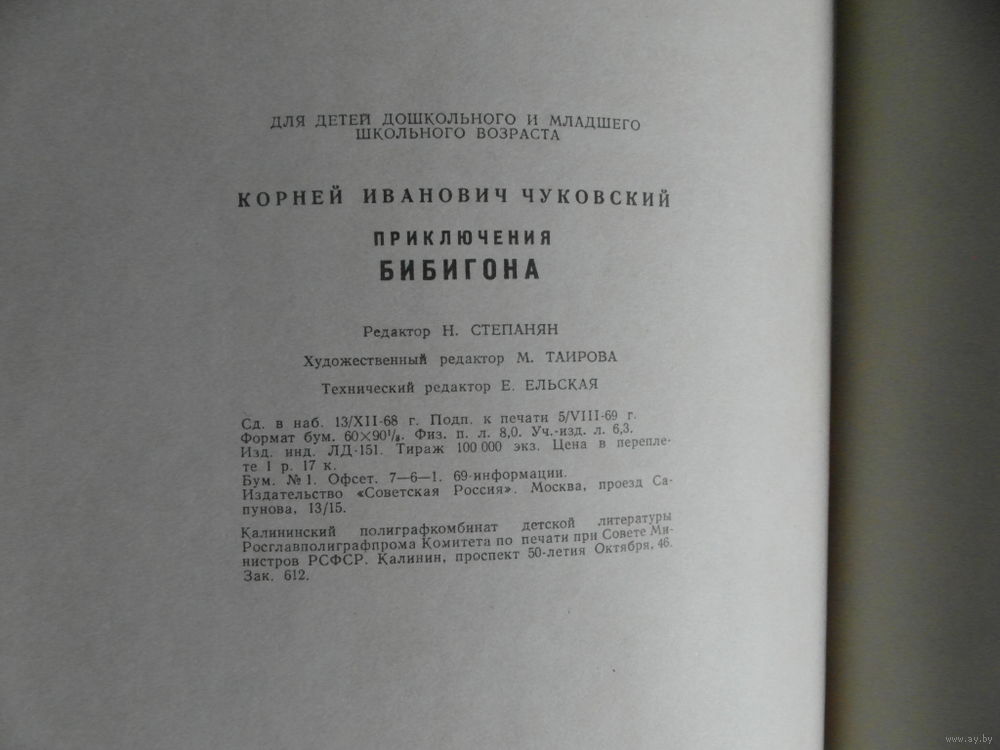 ДЛЯ ДЕТЕЙ ДОШКОЛЬНОГО И МЛАДШЕГО
ШКОЛЬНОГО ВОЗРАСТА
КОРНЕЙ ИВАНОВИЧ ЧУКОВСКИЙ
ПРИКЛЮЧЕНИЯ
БИБИГОНА
Редактор Н. СТЕПАНЯН
Художественный редактор М. ТАИРОВА
Технический редактор Е. ЕЛЬСКАЯ
Сд. в наб. 13/XII-68 г. Подп. к печати 5/VIII-69 г.
Формат бум. 60×90¹/₈. Физ. п. л. 8,0. Уч.-изд. л. 6,3.
Изд. инд. ЛД-151. Тираж 100 000 экз. Цена в перепле-
те 1 р. 17 к.
Бум. № 1. Офсет. 7—6—1. 69-информации.
Издательство «Советская Россия». Москва, проезд Са-
пунова, 13/15.
Калининский полиграфкомбинат детской литературы
Росглавполиграфпрома Комитета по печати при Совете Ми-
нистров РСФСР. Калинин, проспект 50-летия Октября, 46.
Зак. 612.
www.ay.by